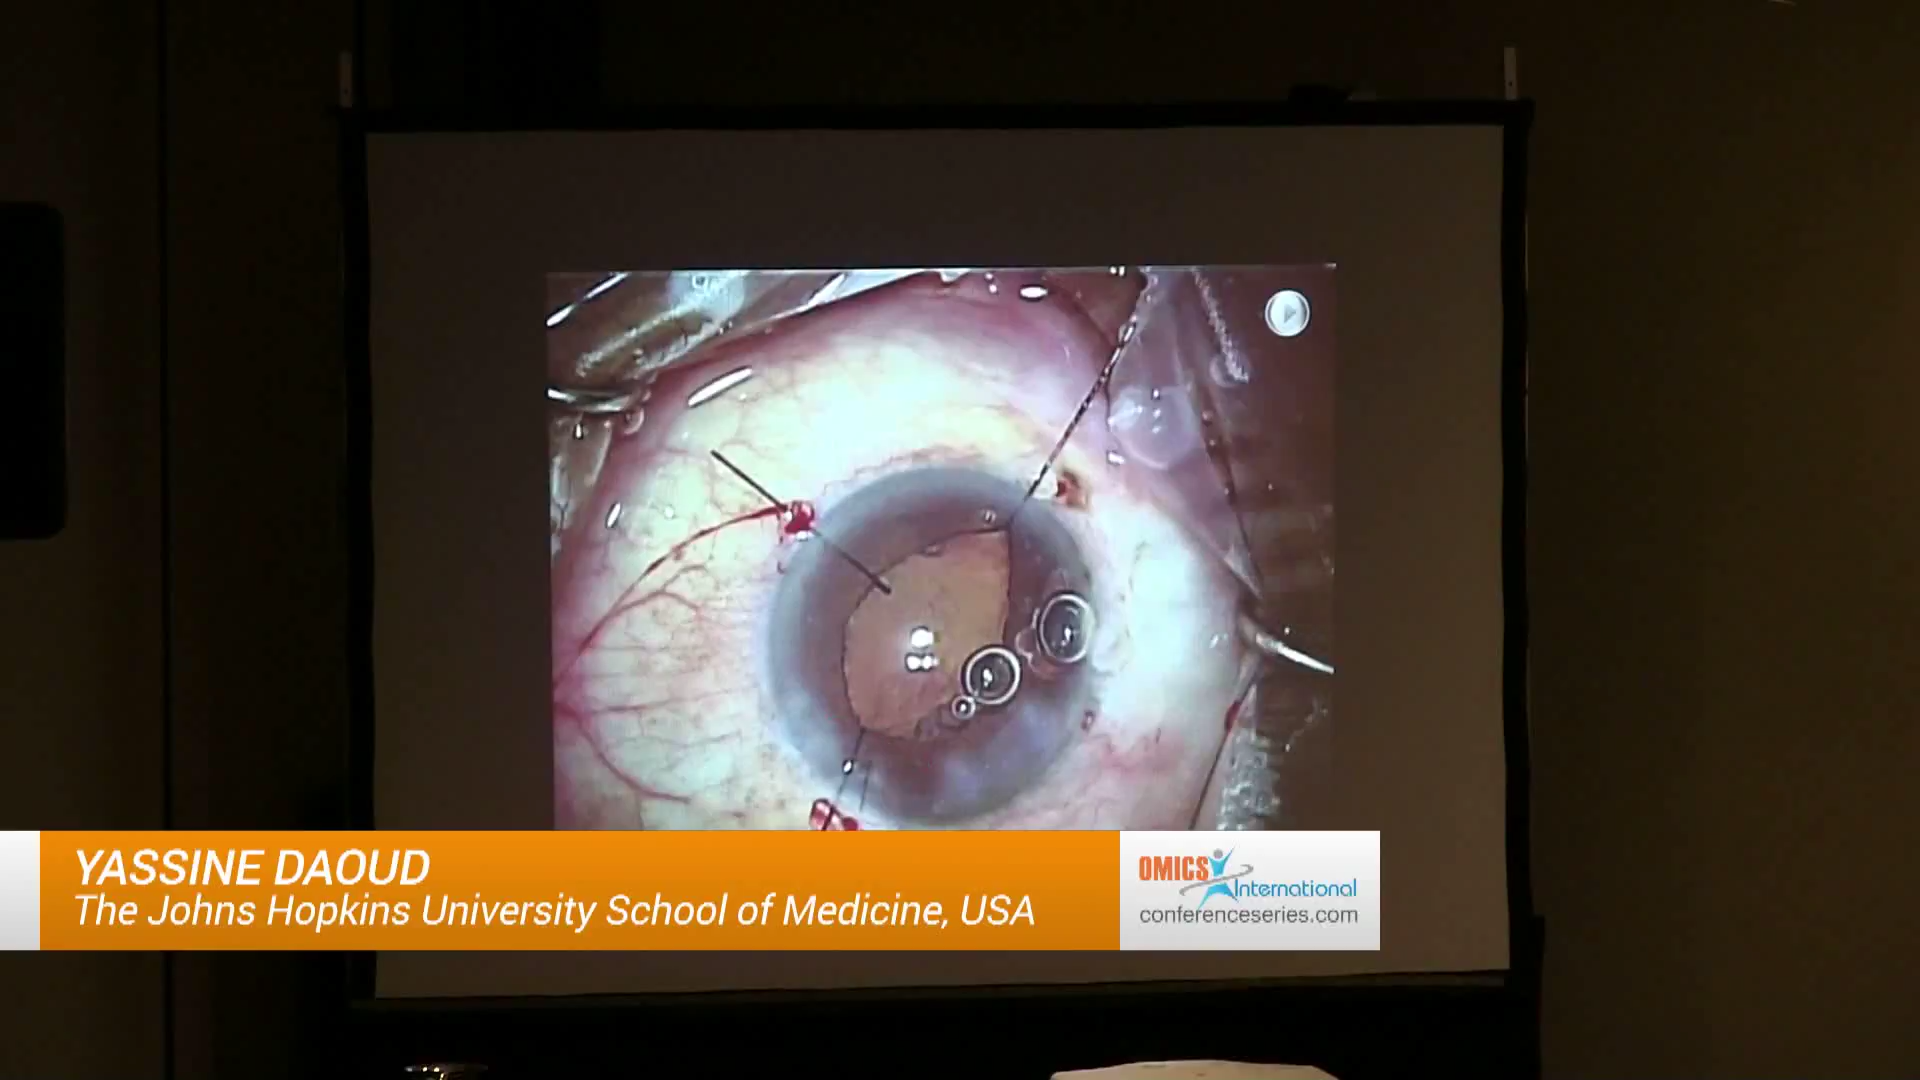 YASSINE DAOUD
The Johns Hopkins University School of Medicine, USA
OMICS
International
conferenceseries.com